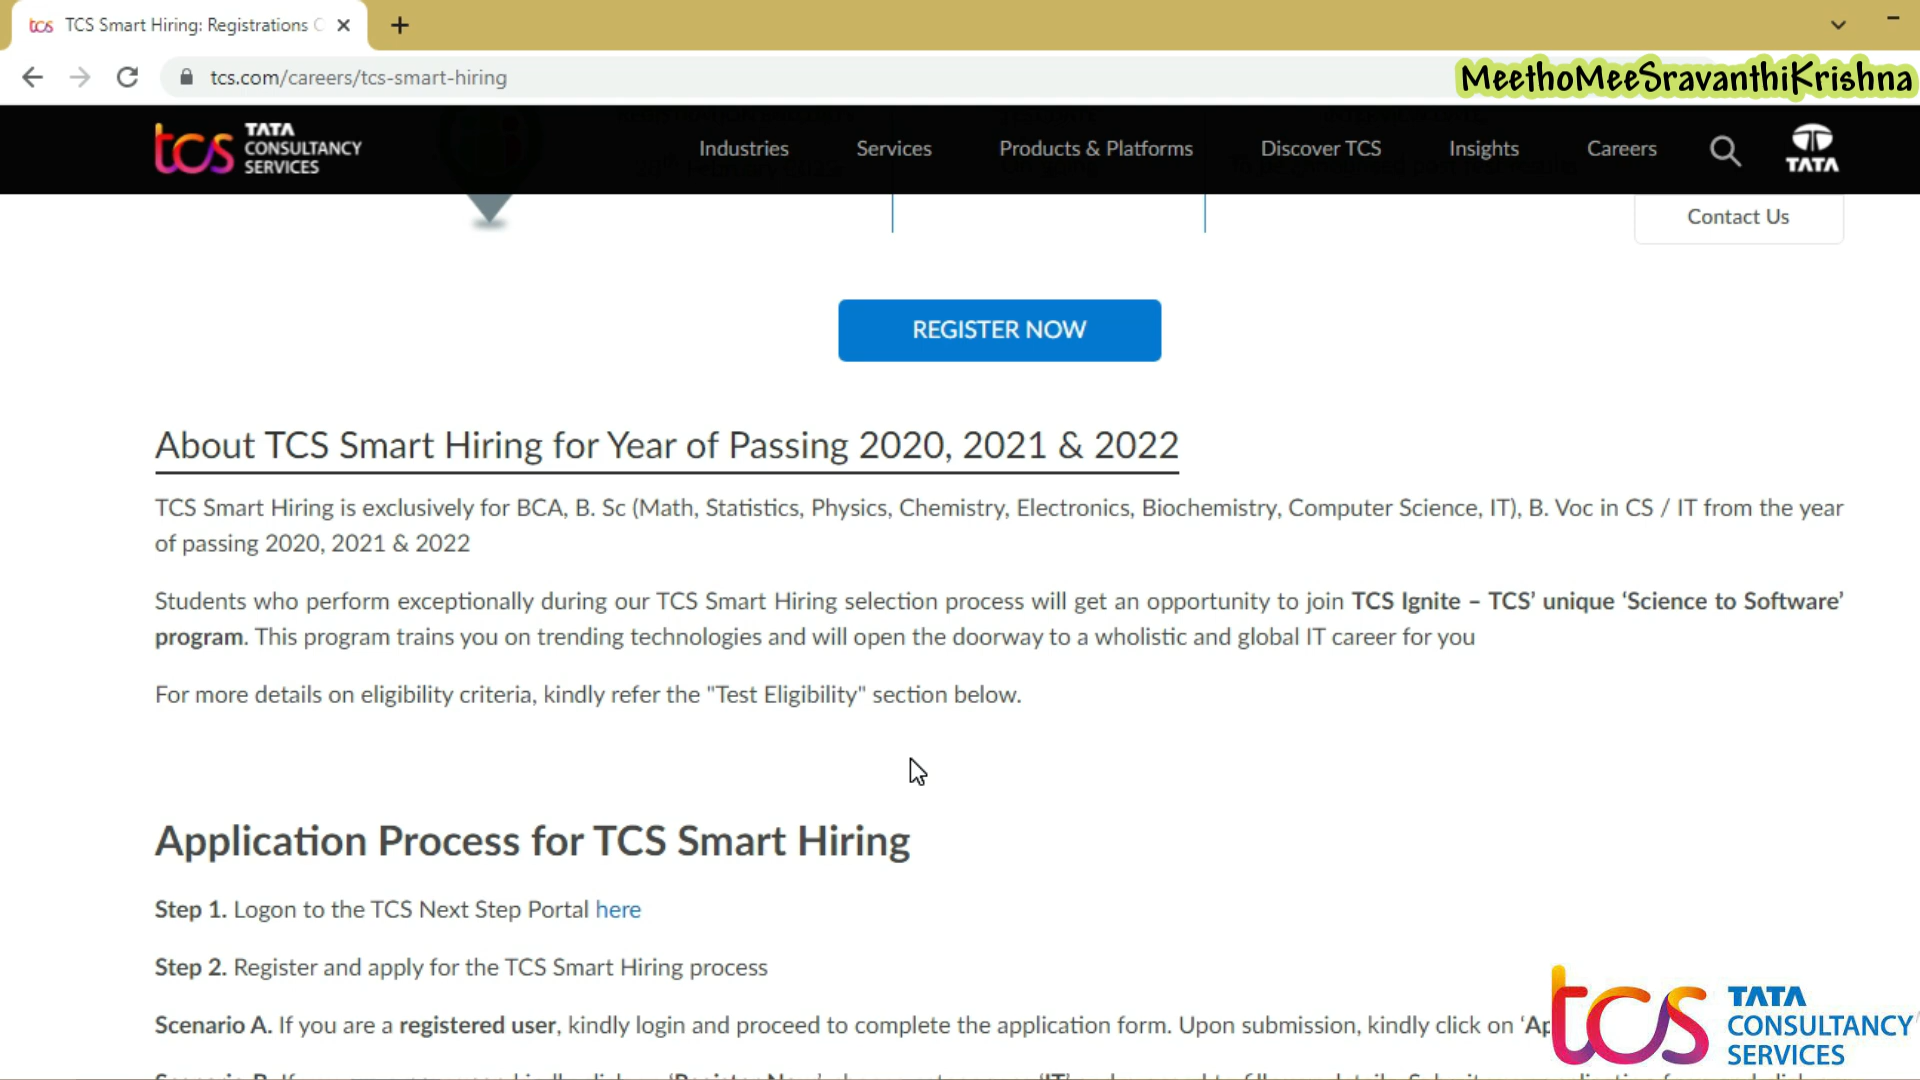 tcs TCS Smart Hiring: Registrations
tcs.com/careers/tcs-smart-hiring
MeethoMeeSravanthiKrishna
tcs TATA CONSULTANCY SERVICES
Industries Services Products & Platforms Discover TCS Insights Careers TATA
Contact Us
REGISTER NOW
About TCS Smart Hiring for Year of Passing 2020, 2021 & 2022
TCS Smart Hiring is exclusively for BCA, B. Sc (Math, Statistics, Physics, Chemistry, Electronics, Biochemistry, Computer Science, IT), B. Voc in CS / IT from the year
of passing 2020, 2021 & 2022
Students who perform exceptionally during our TCS Smart Hiring selection process will get an opportunity to join TCS Ignite – TCS’ unique ‘Science to Software’
program. This program trains you on trending technologies and will open the doorway to a wholistic and global IT career for you
For more details on eligibility criteria, kindly refer the "Test Eligibility" section below.
Application Process for TCS Smart Hiring
Step 1. Logon to the TCS Next Step Portal here
Step 2. Register and apply for the TCS Smart Hiring process
Scenario A. If you are a registered user, kindly login and proceed to complete the application form. Upon submission, kindly click on
tcs TATA
CONSULTANCY
SERVICES